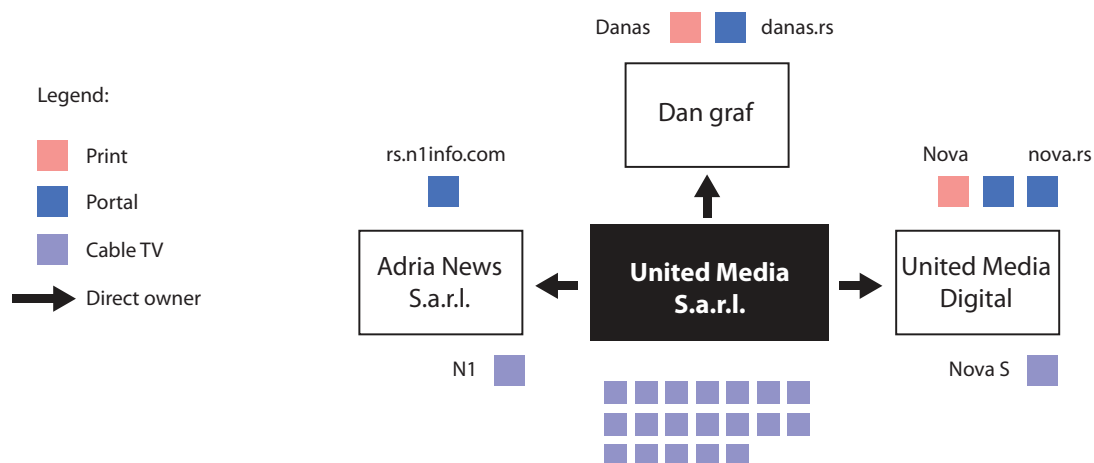 Danas
danas.rs
Legend:
Dan graf
Print
rs.n1info.com
Nova
nova.rs
Portal
Cable TV
Adria News
S.a.r.l.
United Media
S.a.r.l.
United Media
Digital
Direct owner
N1
Nova S